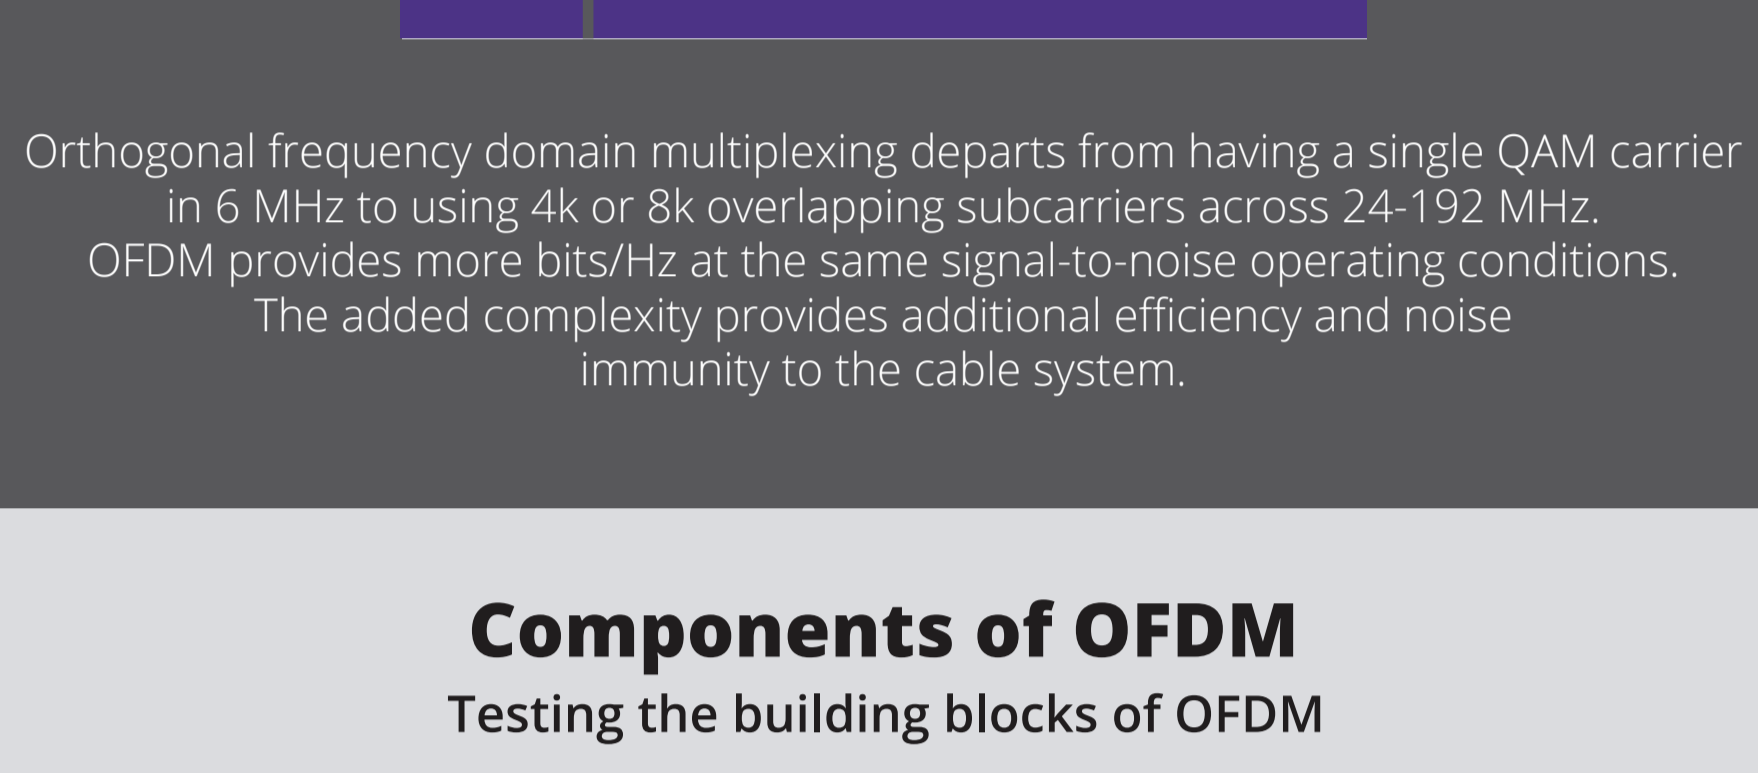 Orthogonal frequency domain multiplexing departs from having a single QAM carrier
in 6 MHz to using 4k or 8k overlapping subcarriers across 24-192 MHz.
OFDM provides more bits/Hz at the same signal-to-noise operating conditions.
The added complexity provides additional efficiency and noise
immunity to the cable system.
Components of OFDM
Testing the building blocks of OFDM